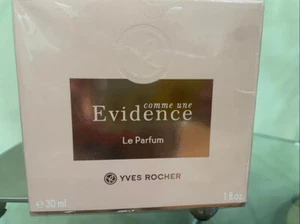 comme une
Evidence
Le Parfum
YVES ROCHER
e 30 ml
1 fl.oz.